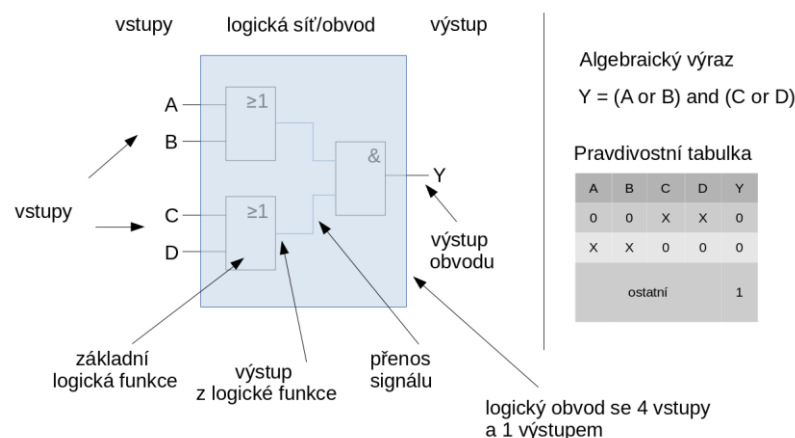 vstupy
logická síť/obvod
výstup
A
B
C
D
≥1
≥1
&
Y
vstupy
výstup
obvodu
základní
logická funkce
výstup
z logické funkce
přenos
signálu
logický obvod se 4 vstupy
a 1 výstupem
Algebraický výraz
Y = (A or B) and (C or D)
Pravdivostní tabulka
A B C D Y
0 0 X X 0
X X 0 0 0
ostatní 1